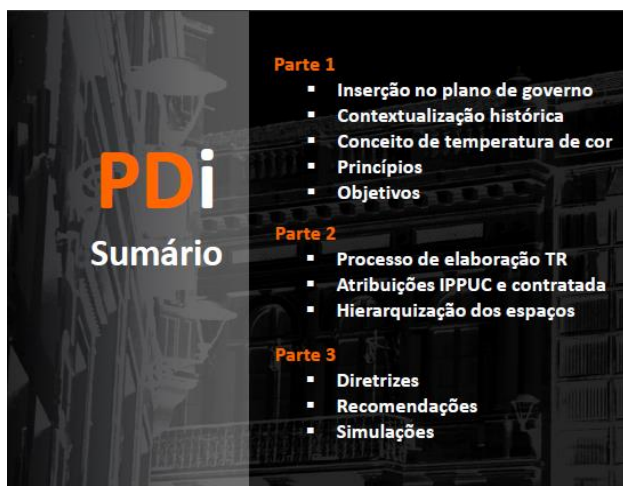 PDi
Sumário
Parte 1
▪ Inserção no plano de governo
▪ Contextualização histórica
▪ Conceito de temperatura de cor
▪ Princípios
▪ Objetivos
Parte 2
▪ Processo de elaboração TR
▪ Atribuições IPPUC e contratada
▪ Hierarquização dos espaços
Parte 3
▪ Diretrizes
▪ Recomendações
▪ Simulações